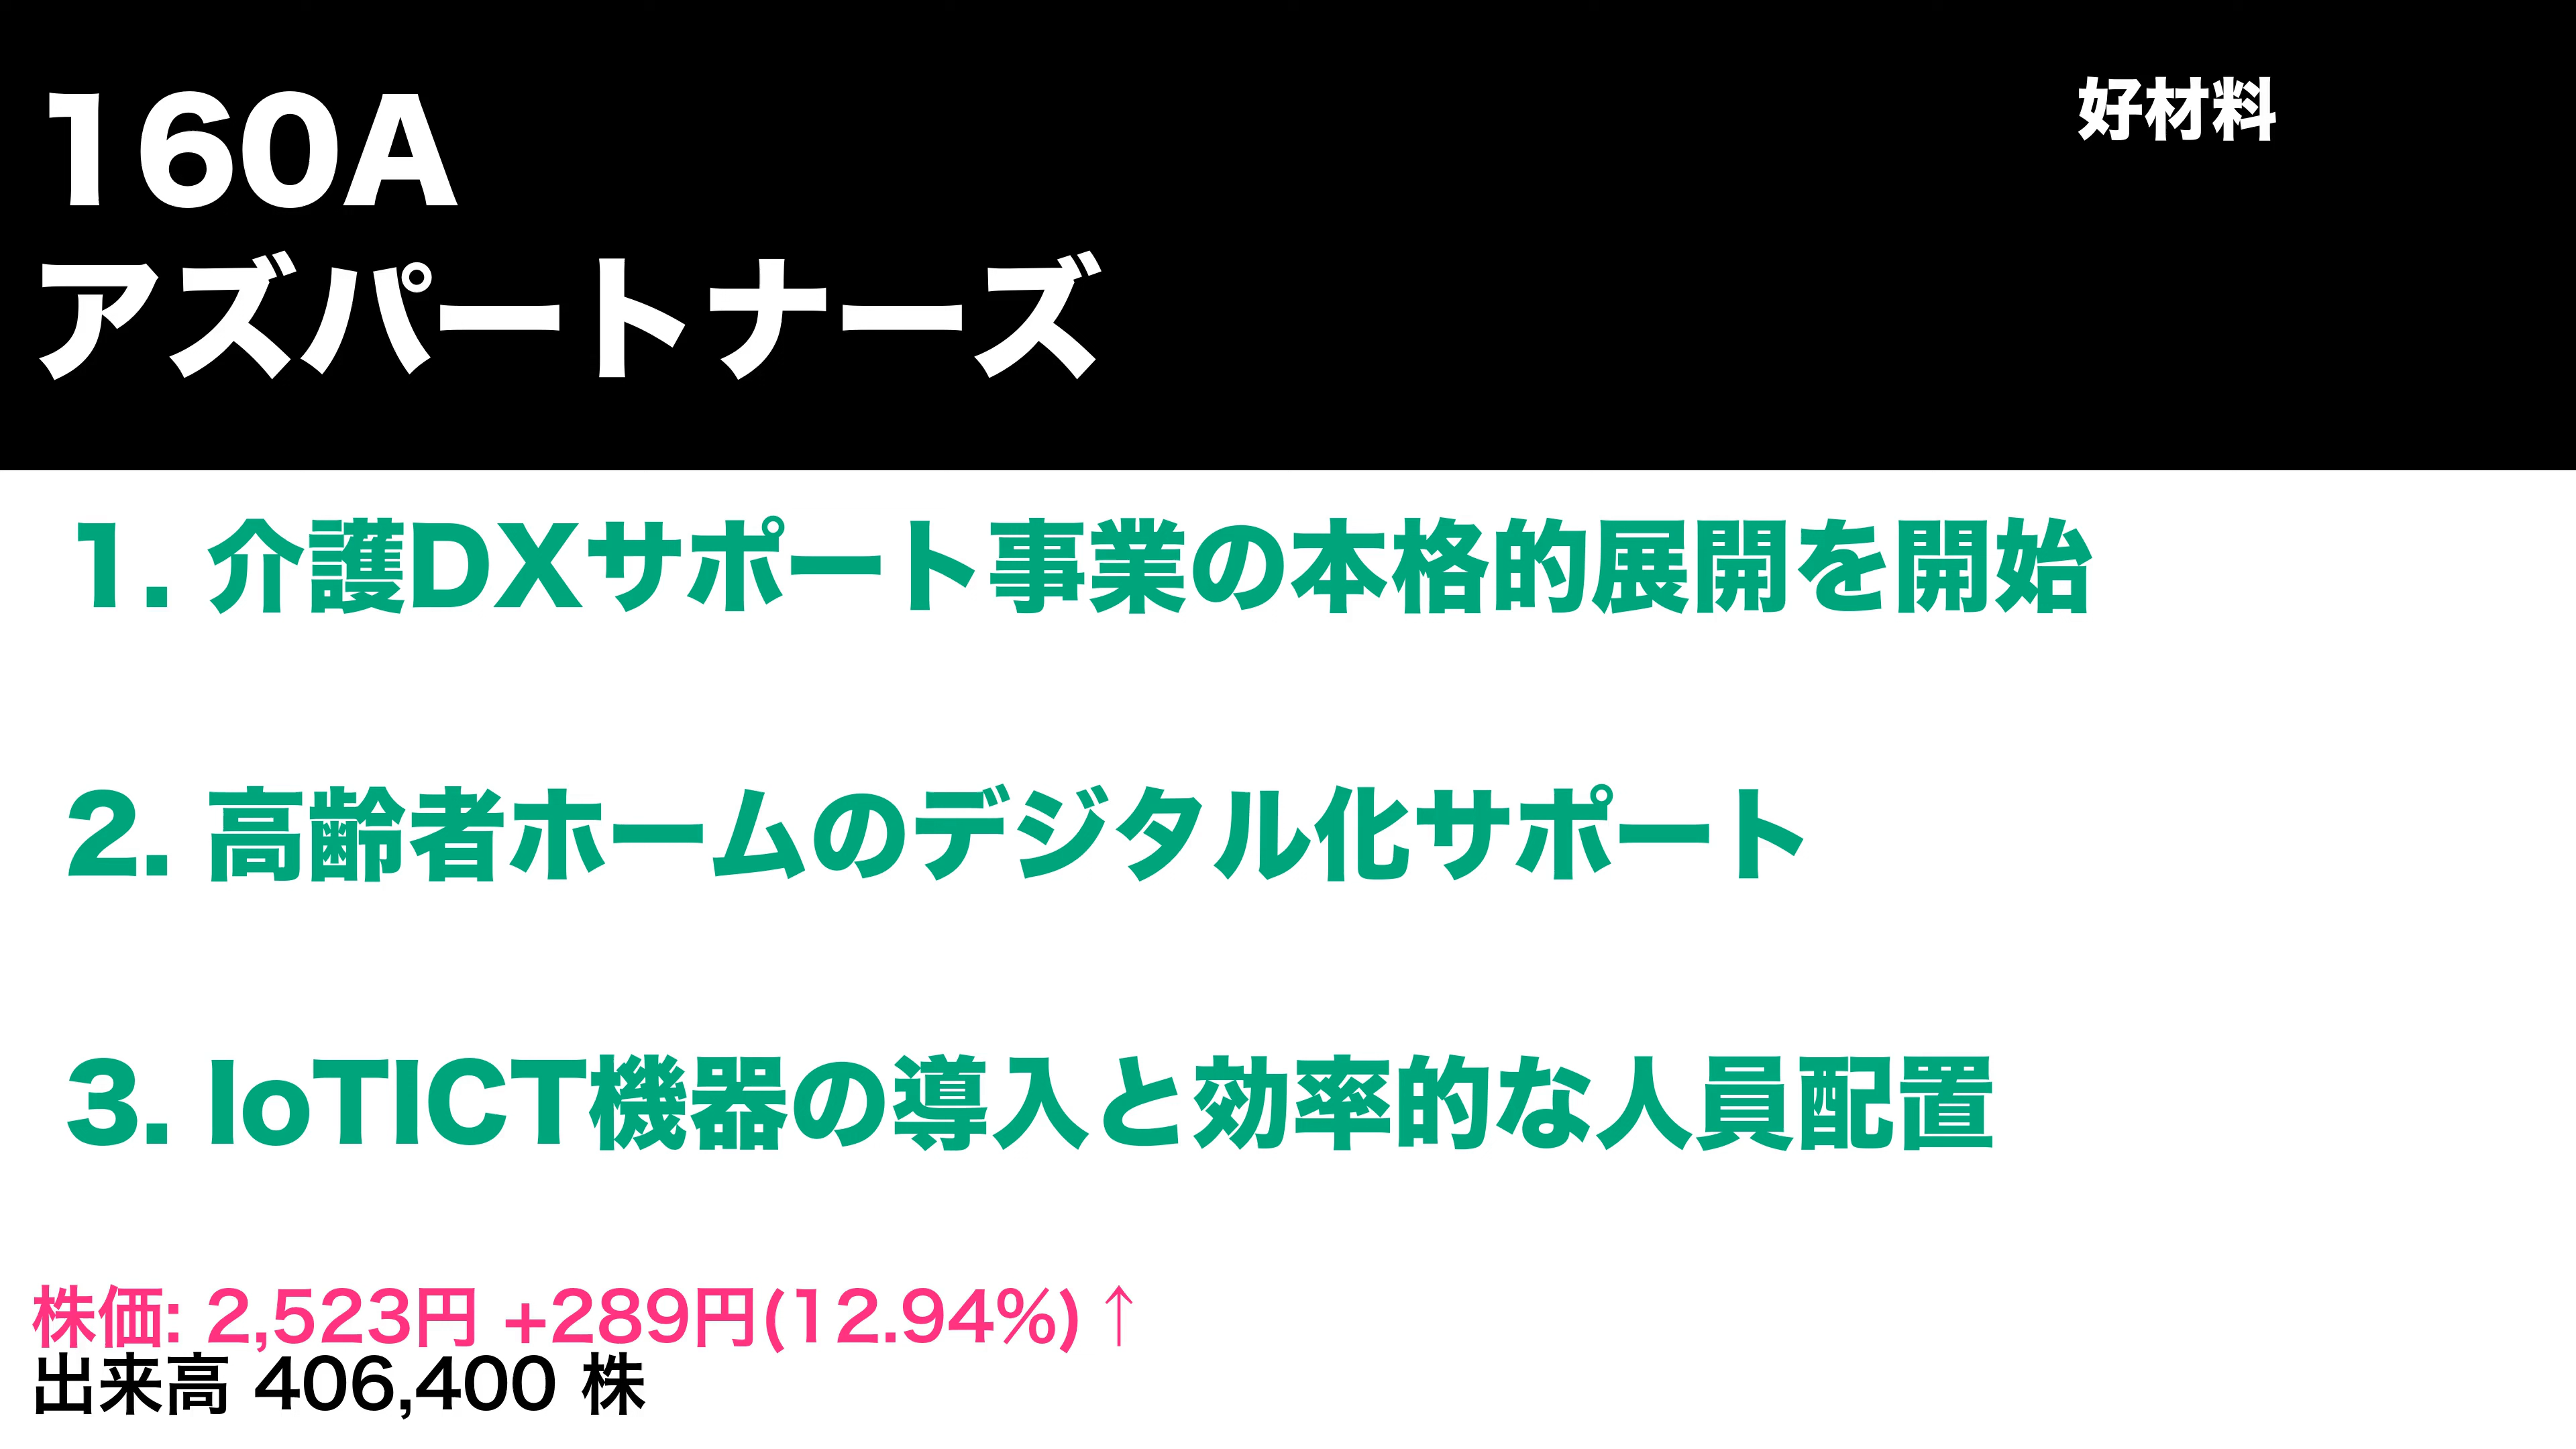 160A
好材料
アズパートナーズ
1. 介護DXサポート事業の本格的展開を開始
2. 高齢者ホームのデジタル化サポート
3. IoTICT機器の導入と効率的な人員配置
株価: 2,523円 +289円(12.94%)↑
出来高 406,400 株